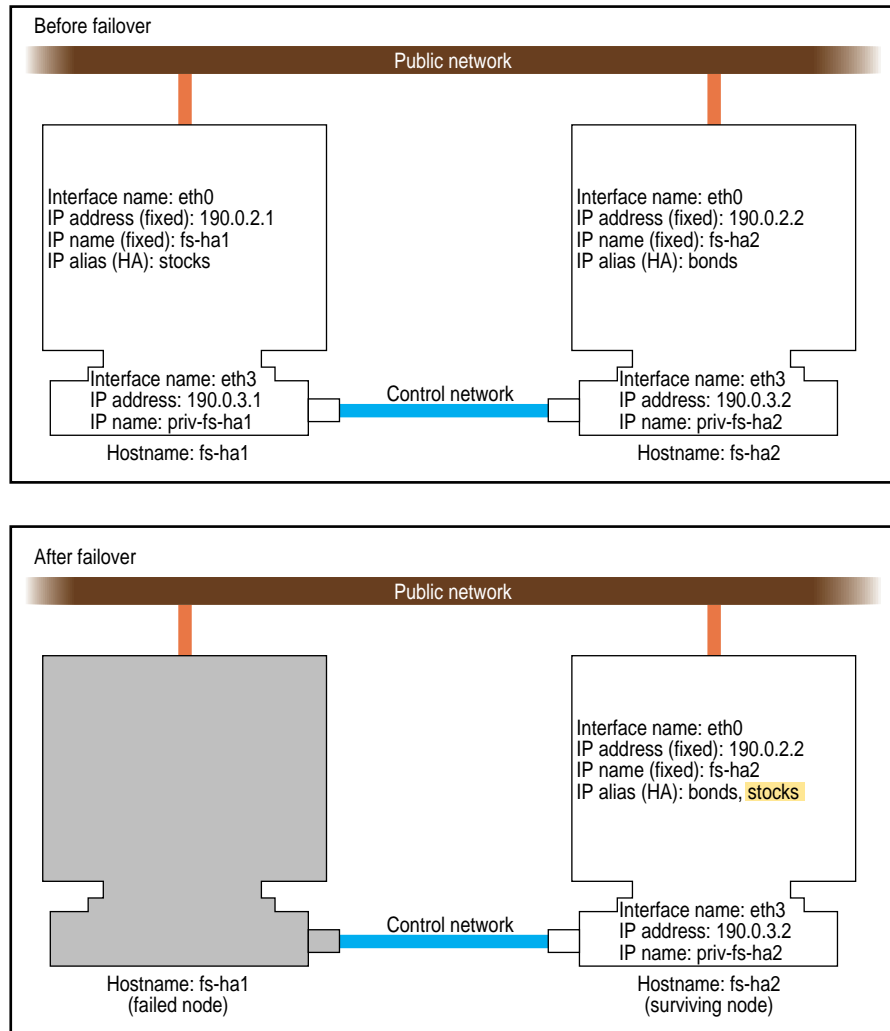 Before failover
Public network
Interface name: eth0
IP address (fixed): 190.0.2.1
IP name (fixed): fs-ha1
IP alias (HA): stocks
Interface name: eth0
IP address (fixed): 190.0.2.2
IP name (fixed): fs-ha2
IP alias (HA): bonds
Interface name: eth3
IP address: 190.0.3.1
IP name: priv-fs-ha1
Control network
Interface name: eth3
IP address: 190.0.3.2
IP name: priv-fs-ha2
Hostname: fs-ha1
Hostname: fs-ha2
After failover
Public network
Interface name: eth0
IP address (fixed): 190.0.2.2
IP name (fixed): fs-ha2
IP alias (HA): bonds, stocks
Control network
Interface name: eth3
IP address: 190.0.3.2
IP name: priv-fs-ha2
Hostname: fs-ha1
(failed node)
Hostname: fs-ha2
(surviving node)